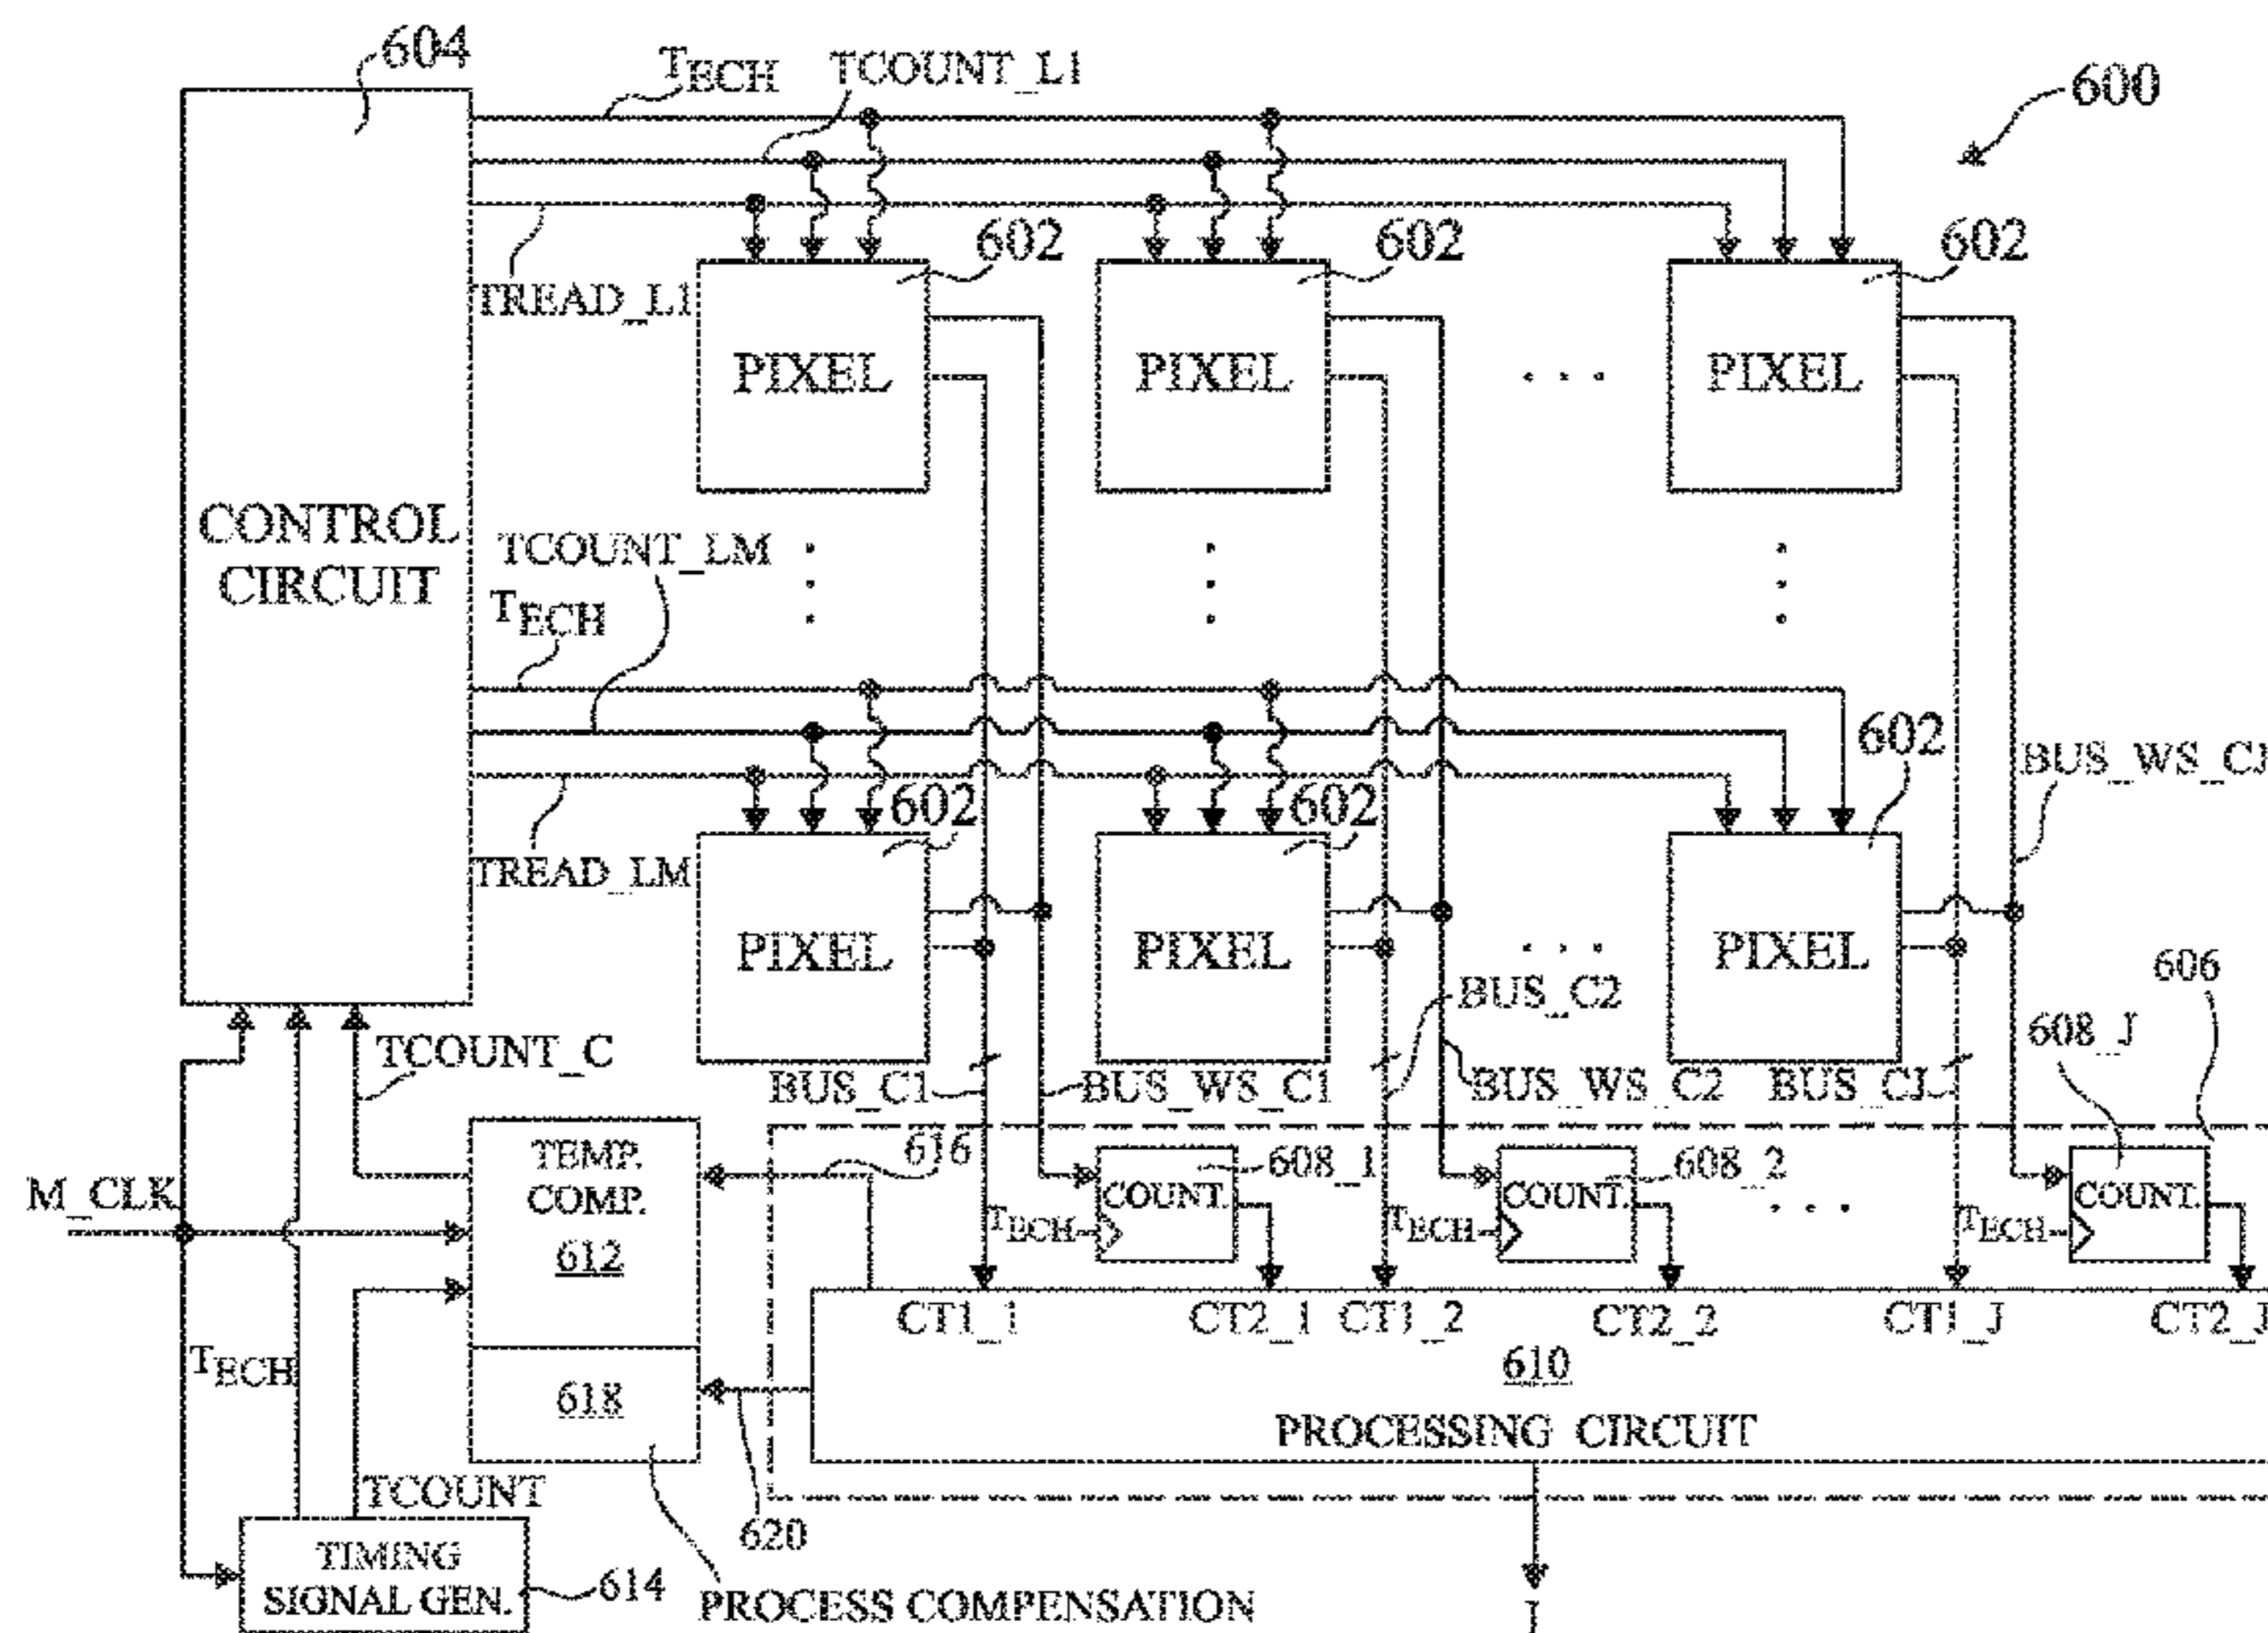 604
TECH
TCOUNT_L1
600
602
602
602
TREAD_L1
PIXEL
PIXEL
. . .
PIXEL
CONTROL
CIRCUIT
TCOUNT_LM
TECH
602
BUS_WS_CJ
602
602
TREAD_LM
PIXEL
PIXEL
. . .
PIXEL
606
BUS_C2
608_J
TCOUNT_C
BUS_C1
BUS_WS_C1
BUS_WS_C2
BUS_CJ
616
TEMP.
COMP.
612
608_1
608_2
M_CLK
COUNT.
COUNT.
. . .
COUNT.
TECH
TECH
TECH
CT1_1
CT2_1
CT1_2
CT2_2
CT1_J
CT2_J
TECH
618
610
PROCESSING CIRCUIT
TCOUNT
620
TIMING
SIGNAL GEN.
614
PROCESS COMPENSATION
I